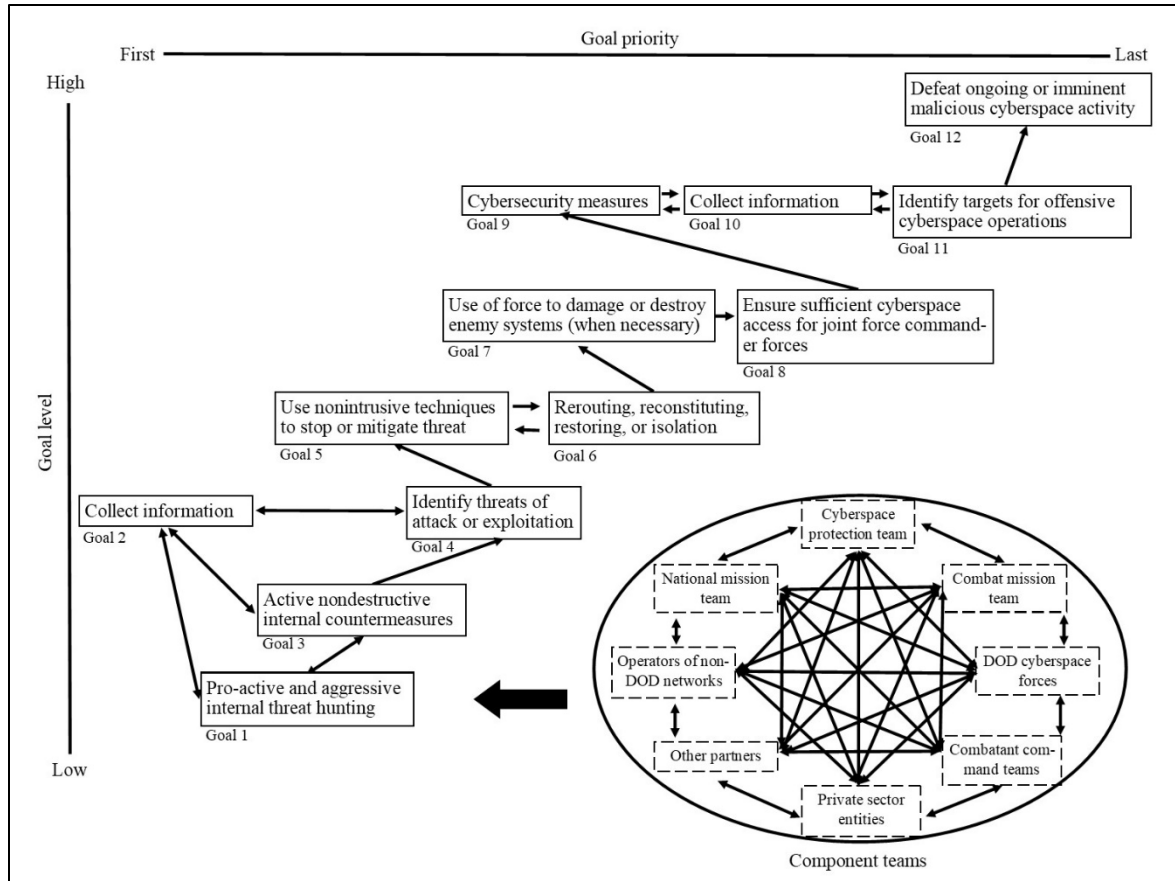 Goal priority
First
Last
High
Defeat ongoing or imminent
malicious cyberspace activity
Goal 12
Cybersecurity measures
Goal 9
Collect information
Goal 10
Identify targets for offensive
cyberspace operations
Goal 11
Use of force to damage or destroy
enemy systems (when necessary)
Goal 7
Ensure sufficient cyberspace
access for joint force command-
er forces
Goal 8
Goal level
Use nonintrusive techniques
to stop or mitigate threat
Goal 5
Rerouting, reconstituting,
restoring, or isolation
Goal 6
Collect information
Goal 2
Identify threats of
attack or exploitation
Goal 4
Active nondestructive
internal countermeasures
Goal 3
Pro-active and aggressive
internal threat hunting
Goal 1
Low
Cyberspace
protection team
National mission
team
Combat mission
team
Operators of non-
DOD networks
DOD cyberspace
forces
Other partners
Combatant com-
mand teams
Private sector
entities
Component teams